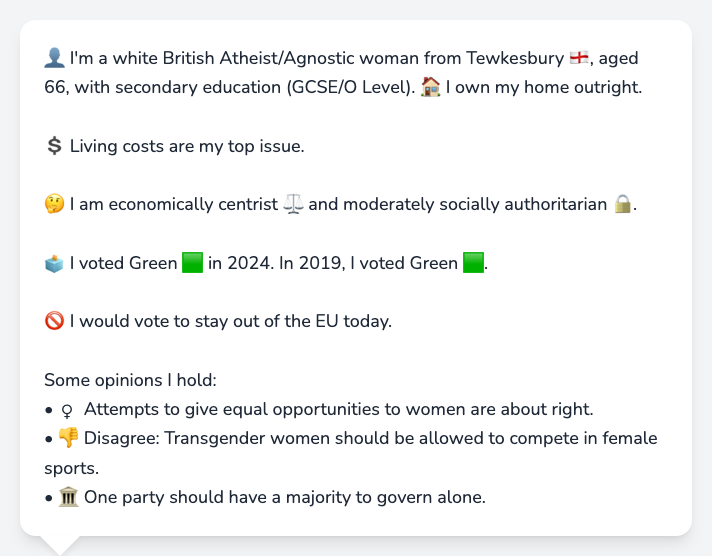 👤 I'm a white British Atheist/Agnostic woman from Tewkesbury 🏴󠁧󠁢󠁥󠁮󠁧󠁿, aged
66, with secondary education (GCSE/O Level). 🏠 I own my home outright.
💲 Living costs are my top issue.
🤔 I am economically centrist ⚖️ and moderately socially authoritarian 🔒.
🗳️ I voted Green 🟩 in 2024. In 2019, I voted Green 🟩.
🚫 I would vote to stay out of the EU today.
Some opinions I hold:
• ♀ Attempts to give equal opportunities to women are about right.
• 👎 Disagree: Transgender women should be allowed to compete in female
sports.
• 🏛️ One party should have a majority to govern alone.